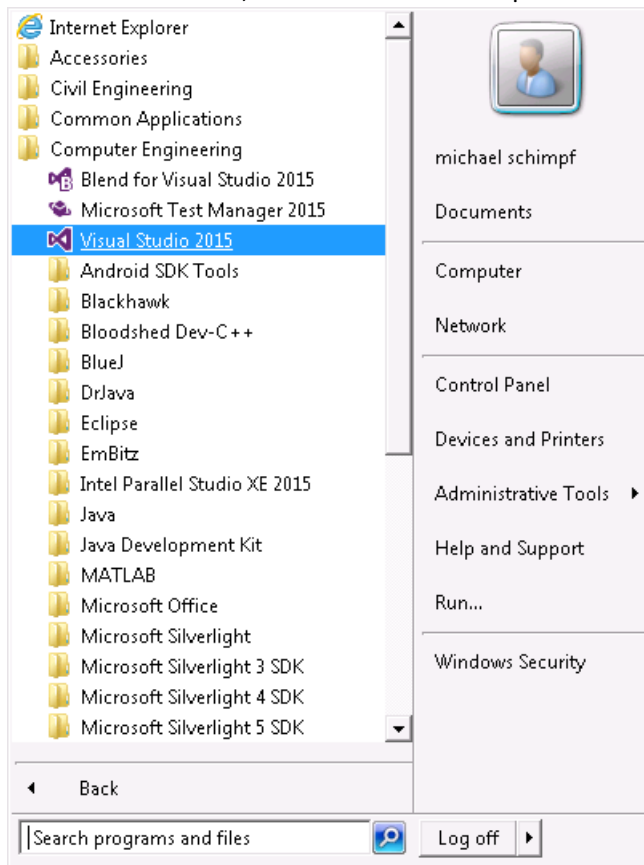 Internet Explorer
Accessories
Civil Engineering
Common Applications
Computer Engineering
Blend for Visual Studio 2015
Microsoft Test Manager 2015
Visual Studio 2015
Android SDK Tools
Blackhawk
Bloodshed Dev-C++
BlueJ
DrJava
Eclipse
EmBitz
Intel Parallel Studio XE 2015
Java
Java Development Kit
MATLAB
Microsoft Office
Microsoft Silverlight
Microsoft Silverlight 3 SDK
Microsoft Silverlight 4 SDK
Microsoft Silverlight 5 SDK
Back
Search programs and files
michael schimpf
Documents
Computer
Network
Control Panel
Devices and Printers
Administrative Tools
Help and Support
Run...
Windows Security
Log off